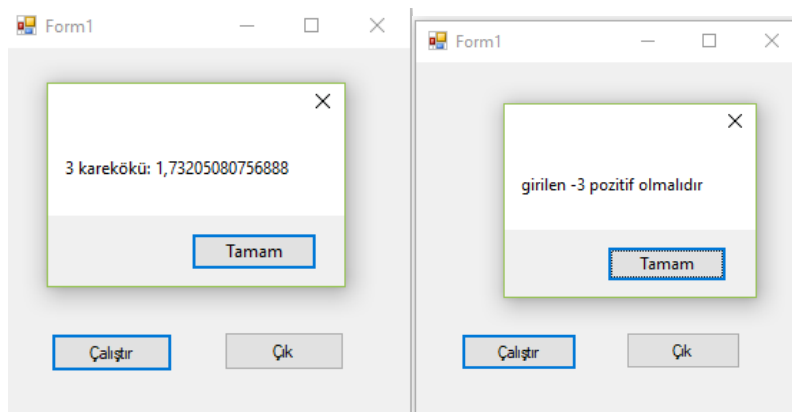 Form1
3 karekökü: 1,73205080756888
Tamam
Çalıştır
Çık
Form1
girilen -3 pozitif olmalıdır
Tamam
Çalıştır
Çık